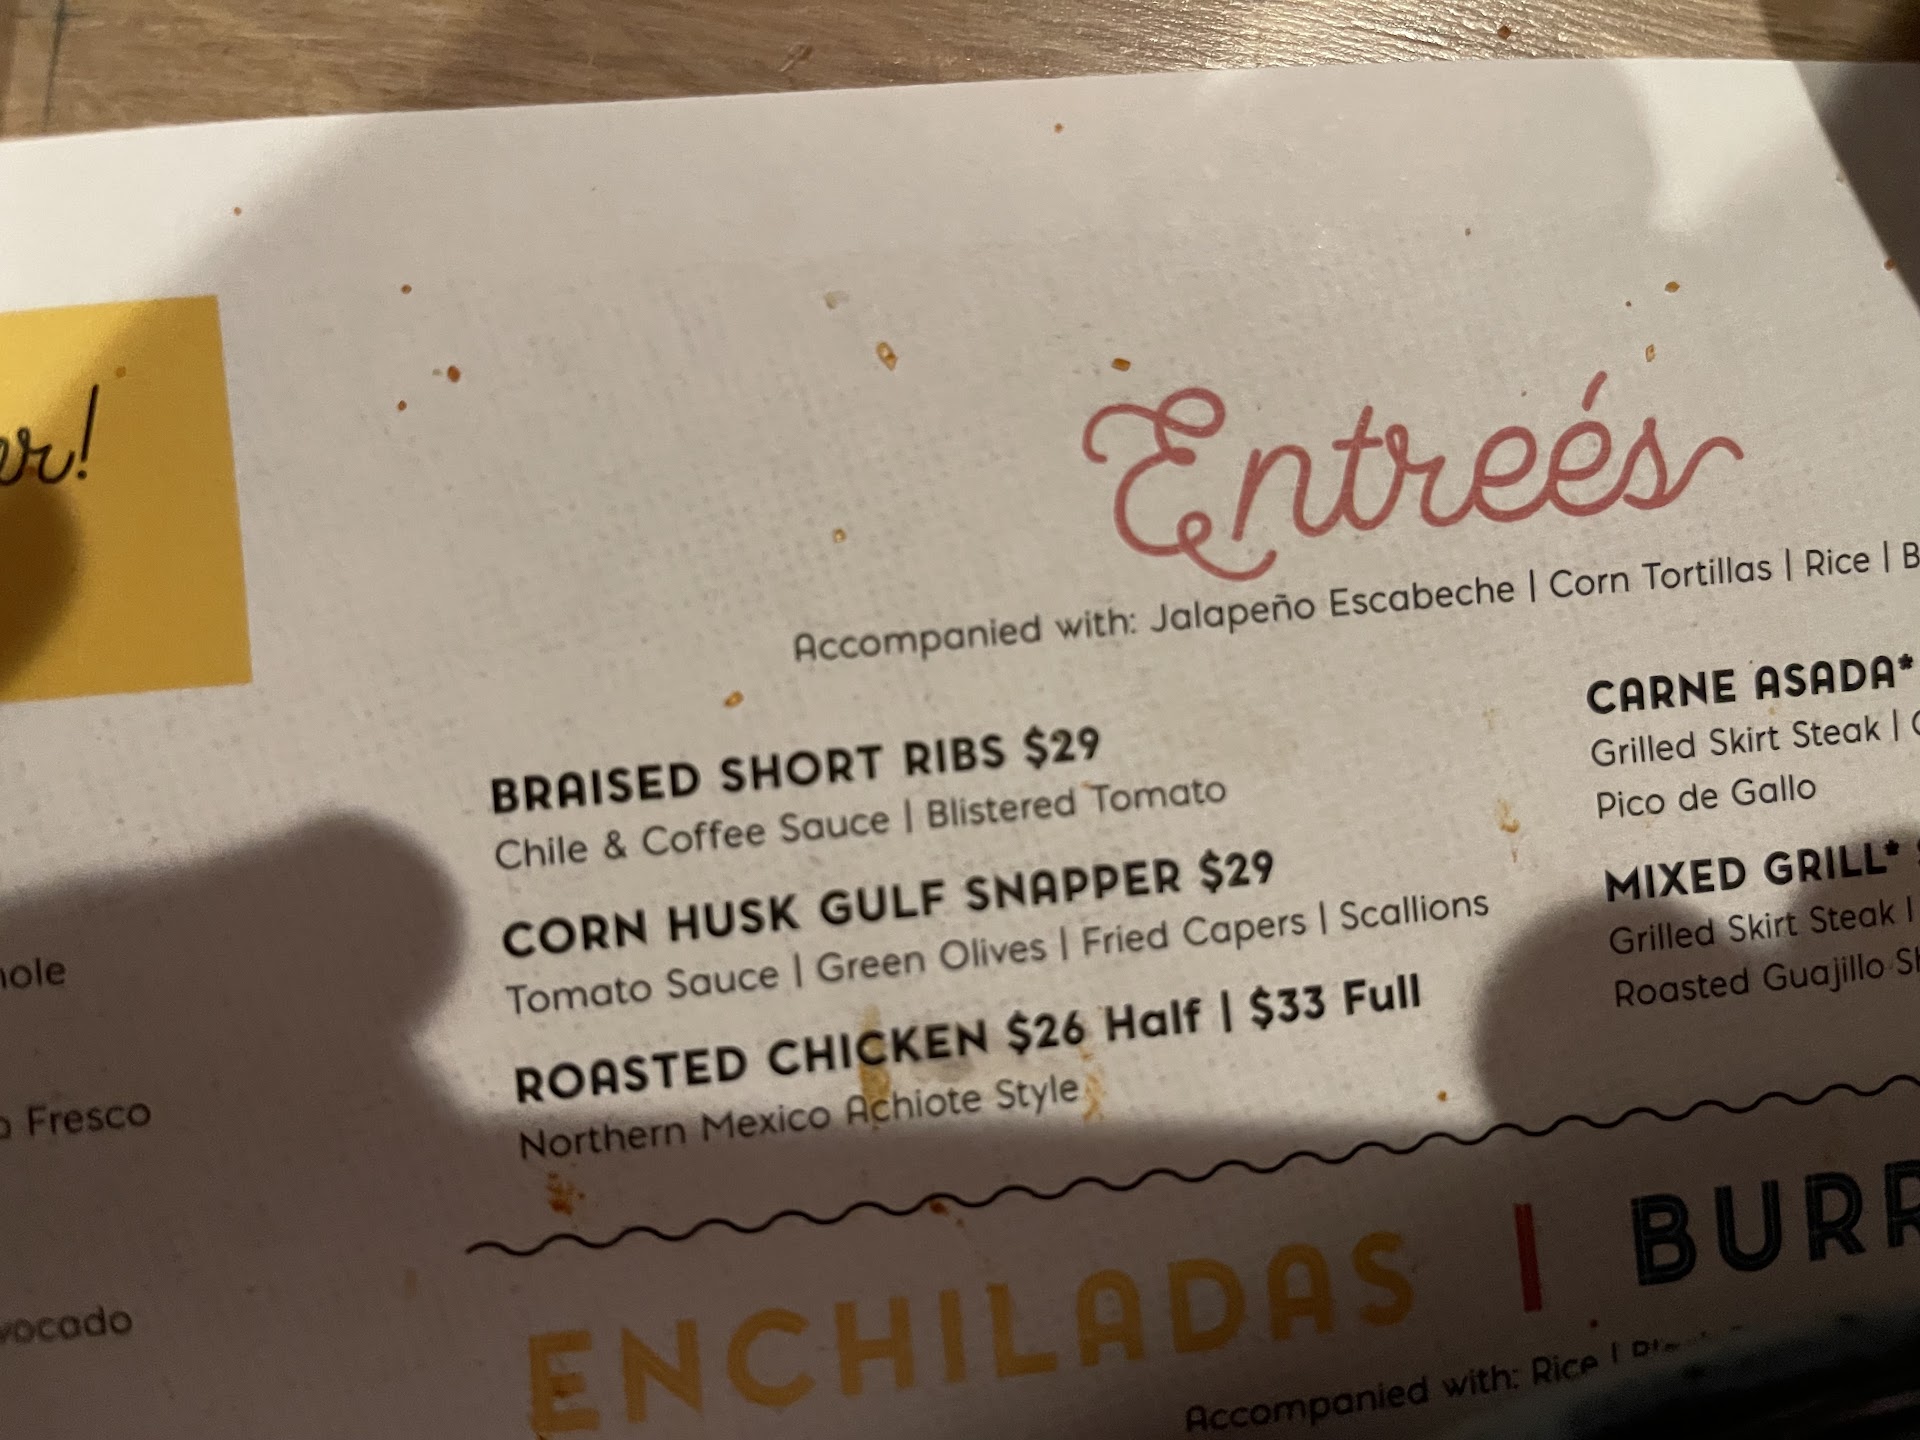 Entreés
Accompanied with: Jalapeño Escabeche | Corn Tortillas | Rice |
BRAISED SHORT RIBS $29
Chile & Coffee Sauce | Blistered Tomato
CORN HUSK GULF SNAPPER $29
Tomato Sauce | Green Olives | Fried Capers | Scallions
ROASTED CHICKEN $26 Half | $33 Full
Northern Mexico Achiote Style
CARNE ASADA*
Grilled Skirt Steak |
Pico de Gallo
MIXED GRILL*
Grilled Skirt Steak |
Roasted Guajillo
Fresco
ENCHILADAS | BURR
Accompanied with: Rice |